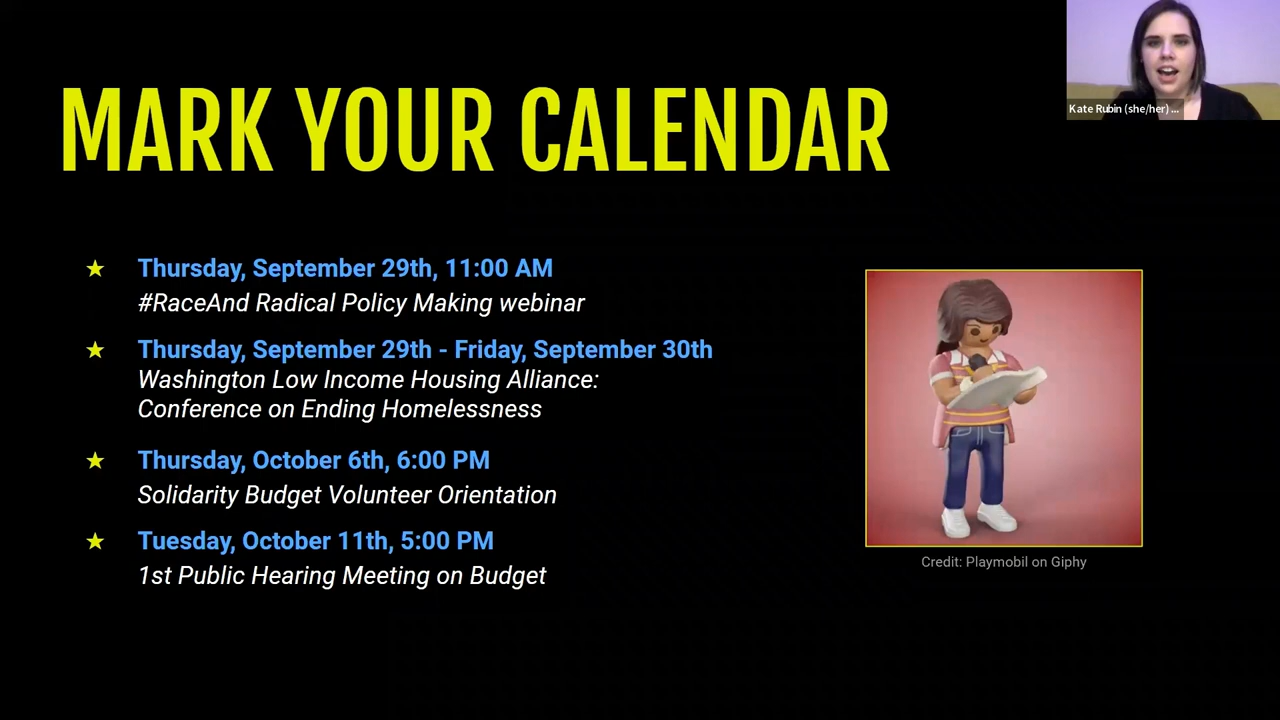 MARK YOUR CALENDAR
Kate Rubin (she/her) ...
★ Thursday, September 29th, 11:00 AM
#RaceAnd Radical Policy Making webinar
★ Thursday, September 29th - Friday, September 30th
Washington Low Income Housing Alliance:
Conference on Ending Homelessness
★ Thursday, October 6th, 6:00 PM
Solidarity Budget Volunteer Orientation
★ Tuesday, October 11th, 5:00 PM
1st Public Hearing Meeting on Budget
Credit: Playmobil on Giphy